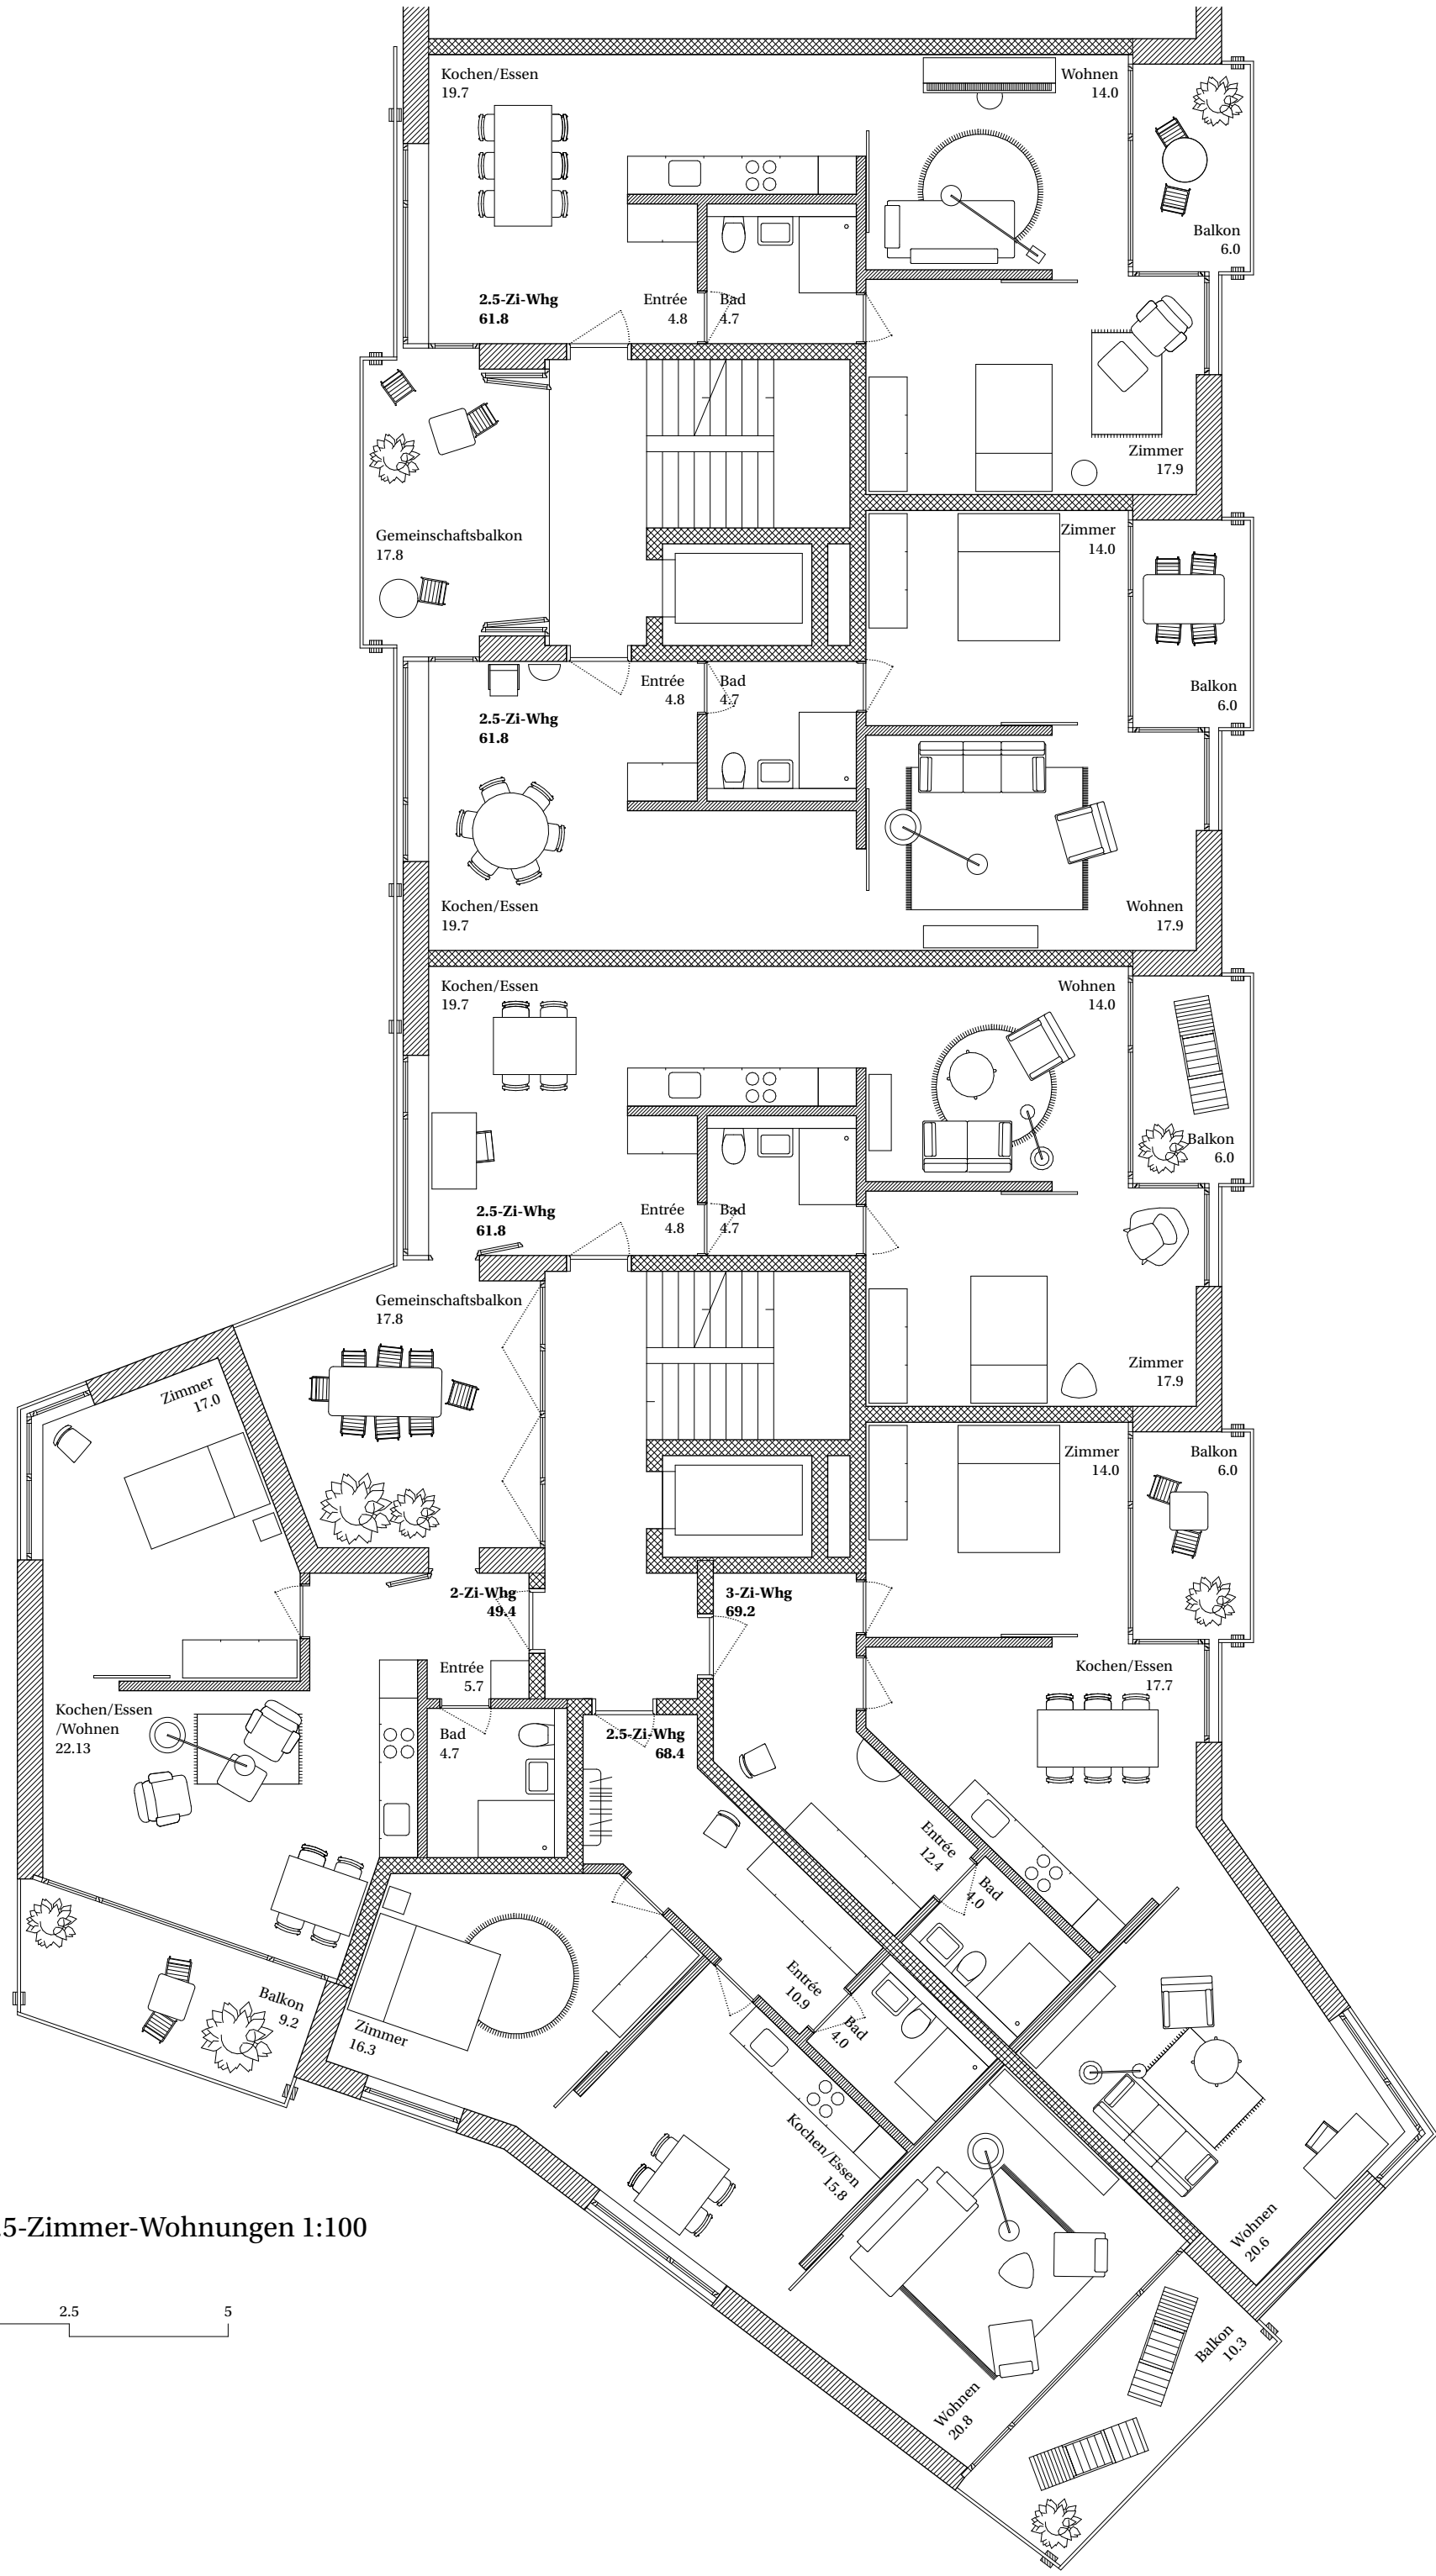 Kochen/Essen
19.7
Wohnen
14.0
Balkon
6.0
2.5-Zi-Whg
61.8
Entrée
4.8
Bad
4.7
Zimmer
17.9
Gemeinschaftsbalkon
17.8
Zimmer
14.0
Balkon
6.0
Entrée
4.8
Bad
4.7
2.5-Zi-Whg
61.8
Kochen/Essen
19.7
Wohnen
17.9
Kochen/Essen
19.7
Wohnen
14.0
Balkon
6.0
2.5-Zi-Whg
61.8
Entrée
4.8
Bad
4.7
Gemeinschaftsbalkon
17.8
Zimmer
17.9
Zimmer
17.0
Zimmer
14.0
Balkon
6.0
2-Zi-Whg
49.4
3-Zi-Whg
69.2
Entrée
5.7
Kochen/Essen
17.7
Kochen/Essen
/Wohnen
22.13
Bad
4.7
2.5-Zi-Whg
68.4
Entrée
12.4
Bad
4.0
Balkon
9.2
Zimmer
16.3
Entrée
10.9
Bad
4.0
Kochen/Essen
15.8
Wohnen
20.6
Wohnen
20.8
Balkon
10.3
.5-Zimmer-Wohnungen 1:100
2.5
5